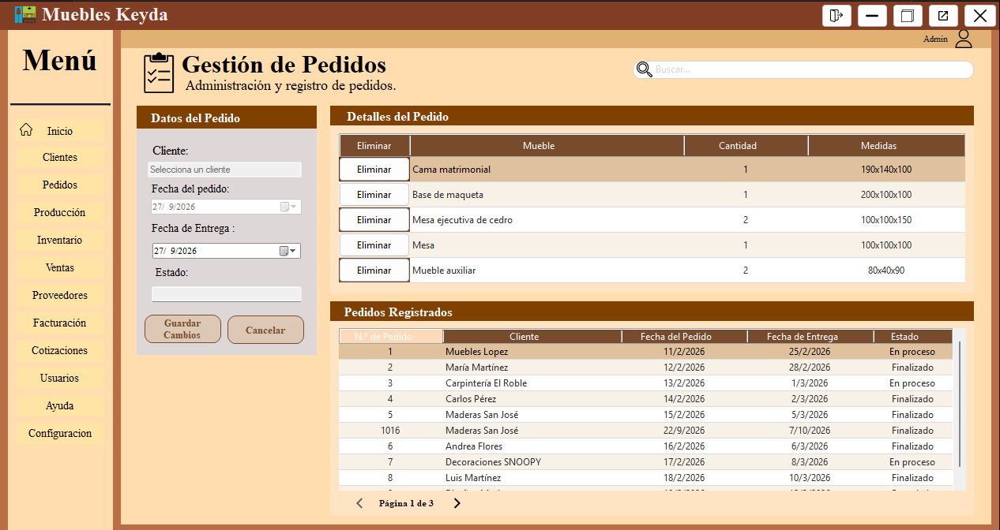 Muebles Keyda
Admin
Menú
Inicio
Clientes
Pedidos
Producción
Inventario
Ventas
Proveedores
Facturación
Cotizaciones
Usuarios
Ayuda
Configuracion
Gestión de Pedidos
Administración y registro de pedidos.
Buscar...
Datos del Pedido
Cliente:
Selecciona un cliente
Fecha del pedido:
27/ 9/2026
Fecha de Entrega :
27/ 9/2026
Estado:
Guardar
Cambios
Cancelar
Detalles del Pedido
Eliminar Mueble Cantidad Medidas
Eliminar Cama matrimonial 1 190x140x100
Eliminar Base de maqueta 1 200x100x100
Eliminar Mesa ejecutiva de cedro 2 100x100x150
Eliminar Mesa 1 100x100x100
Eliminar Mueble auxiliar 2 80x40x90
Pedidos Registrados
N.º de Pedido Cliente Fecha del Pedido Fecha de Entrega Estado
1 Muebles Lopez 11/2/2026 25/2/2026 En proceso
2 María Martínez 12/2/2026 28/2/2026 Finalizado
3 Carpintería El Roble 13/2/2026 1/3/2026 En proceso
4 Carlos Pérez 14/2/2026 2/3/2026 Finalizado
5 Maderas San José 15/2/2026 5/3/2026 Finalizado
1016 Maderas San José 22/9/2026 7/10/2026 Finalizado
6 Andrea Flores 16/2/2026 6/3/2026 Finalizado
7 Decoraciones SNOOPY 17/2/2026 8/3/2026 En proceso
8 Luis Martínez 18/2/2026 10/3/2026 Finalizado
Página 1 de 3